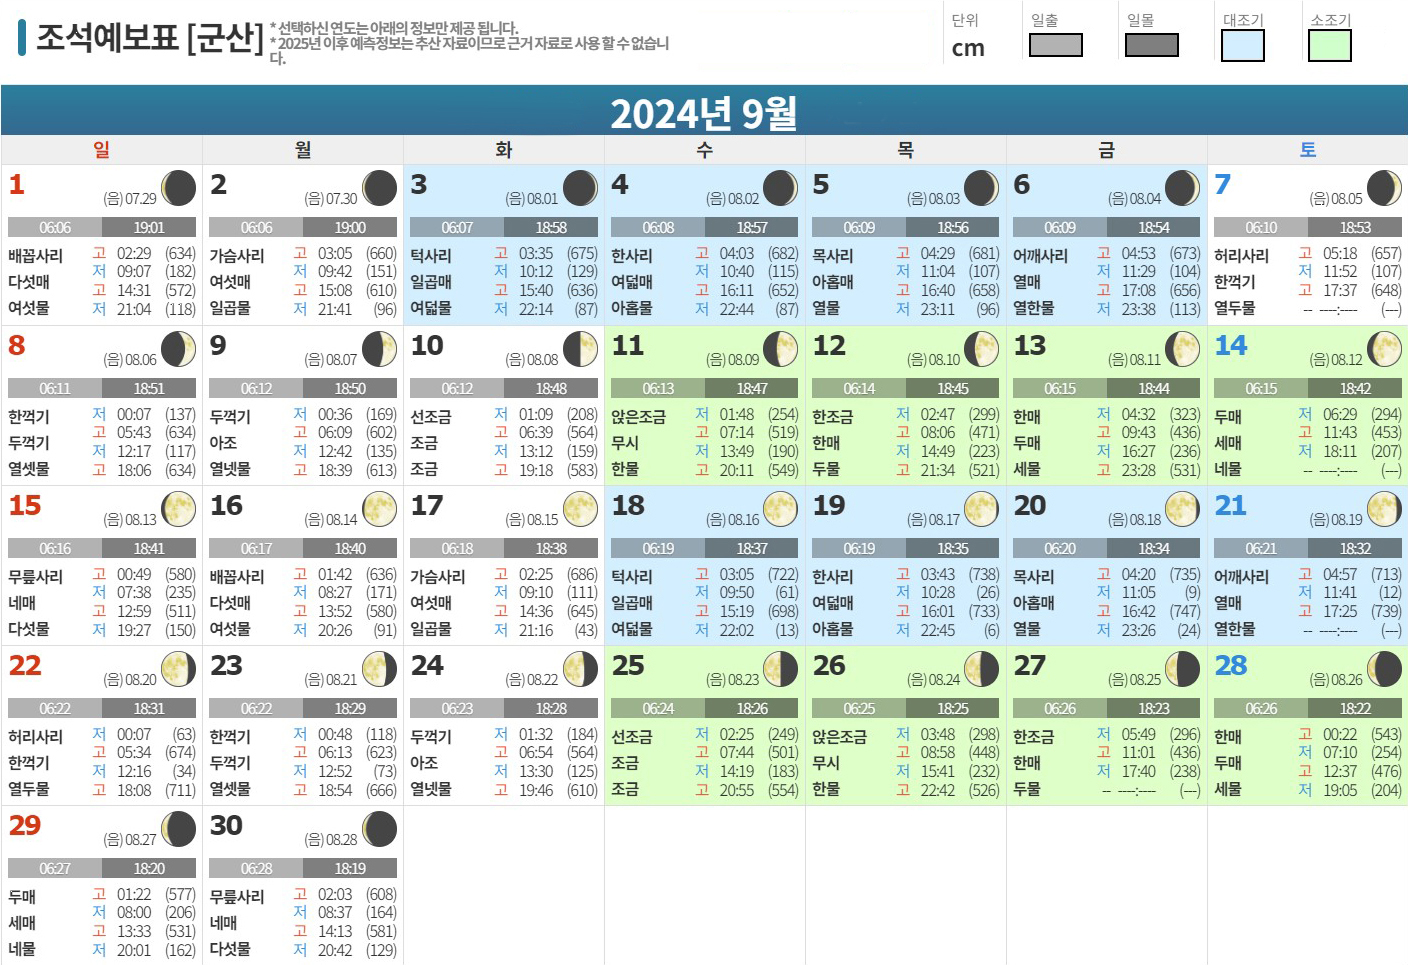 조석예보표 [군산]
* 선택하신 연도는 아래의 정보만 제공 됩니다.
* 2025년 이후 예측정보는 추산 자료이므로 근거 자료로 사용 할 수 없습니
다.
단위 일출 일몰 대조기 소조기
cm
2024년 9월
일 월 화 수 목 금 토
1 (음) 07.29
06:06 19:01
배꼽사리 고 02:29 (634)
다섯매 저 09:07 (182)
고 14:31 (572)
여섯물 저 21:04 (118)
2 (음) 07.30
06:06 19:00
가슴사리 고 03:05 (660)
여섯매 저 09:42 (151)
고 15:08 (610)
일곱물 저 21:41 (96)
3 (음) 08.01
06:07 18:58
턱사리 고 03:35 (675)
일곱매 저 10:12 (129)
고 15:40 (636)
여덟물 저 22:14 (87)
4 (음) 08.02
06:08 18:57
한사리 고 04:03 (682)
여덟매 저 10:40 (115)
고 16:11 (652)
아홉물 저 22:44 (87)
5 (음) 08.03
06:09 18:56
목사리 고 04:29 (681)
아홉매 저 11:04 (107)
고 16:40 (658)
열물 저 23:11 (96)
6 (음) 08.04
06:09 18:54
어깨사리 고 04:53 (673)
열매 저 11:29 (104)
고 17:08 (656)
열한물 저 23:38 (113)
7 (음) 08.05
06:10 18:53
허리사리 고 05:18 (657)
한꺽기 저 11:52 (107)
고 17:37 (648)
열두물 -- ----:---- (---)
8 (음) 08.06
06:11 18:51
한꺽기 저 00:07 (137)
두꺽기 고 05:43 (634)
저 12:17 (117)
열셋물 고 18:06 (634)
9 (음) 08.07
06:12 18:50
두꺽기 저 00:36 (169)
아조 고 06:09 (602)
저 12:42 (135)
열넷물 고 18:39 (613)
10 (음) 08.08
06:12 18:48
선조금 저 01:09 (208)
조금 고 06:39 (564)
저 13:12 (159)
조금 고 19:18 (583)
11 (음) 08.09
06:13 18:47
앉은조금 저 01:48 (254)
무시 고 07:14 (519)
저 13:49 (190)
한물 고 20:11 (549)
12 (음) 08.10
06:14 18:45
한조금 저 02:47 (299)
한매 고 08:06 (471)
저 14:49 (223)
두물 고 21:34 (521)
13 (음) 08.11
06:15 18:44
한매 저 04:32 (323)
두매 고 09:43 (436)
저 16:27 (236)
세물 고 23:28 (531)
14 (음) 08.12
06:15 18:42
두매 저 06:29 (294)
세매 고 11:43 (453)
저 18:11 (207)
네물 -- ----:---- (---)
15 (음) 08.13
06:16 18:41
무릎사리 고 00:49 (580)
네매 저 07:38 (235)
고 12:59 (511)
다섯물 저 19:27 (150)
16 (음) 08.14
06:17 18:40
배꼽사리 고 01:42 (636)
다섯매 저 08:27 (171)
고 13:52 (580)
여섯물 저 20:26 (91)
17 (음) 08.15
06:18 18:38
가슴사리 고 02:25 (686)
여섯매 저 09:10 (111)
고 14:36 (645)
일곱물 저 21:16 (43)
18 (음) 08.16
06:19 18:37
턱사리 고 03:05 (722)
일곱매 저 09:50 (61)
고 15:19 (698)
여덟물 저 22:02 (13)
19 (음) 08.17
06:19 18:35
한사리 고 03:43 (738)
여덟매 저 10:28 (26)
고 16:01 (733)
아홉물 저 22:45 (6)
20 (음) 08.18
06:20 18:34
목사리 고 04:20 (735)
아홉매 저 11:05 (9)
고 16:42 (747)
열물 저 23:26 (24)
21 (음) 08.19
06:21 18:32
어깨사리 고 04:57 (713)
열매 저 11:41 (12)
고 17:25 (739)
열한물 -- ----:---- (---)
22 (음) 08.20
06:22 18:31
허리사리 저 00:07 (63)
한꺽기 고 05:34 (674)
저 12:16 (34)
열두물 고 18:08 (711)
23 (음) 08.21
06:22 18:29
한꺽기 저 00:48 (118)
두꺽기 고 06:13 (623)
저 12:52 (73)
열셋물 고 18:54 (666)
24 (음) 08.22
06:23 18:28
두꺽기 저 01:32 (184)
아조 고 06:54 (564)
저 13:30 (125)
열넷물 고 19:46 (610)
25 (음) 08.23
06:24 18:26
선조금 저 02:25 (249)
조금 고 07:44 (501)
저 14:19 (183)
조금 고 20:55 (554)
26 (음) 08.24
06:25 18:25
앉은조금 저 03:48 (298)
무시 고 08:58 (448)
저 15:41 (232)
한물 고 22:42 (526)
27 (음) 08.25
06:26 18:23
한조금 저 05:49 (296)
한매 고 11:01 (436)
저 17:40 (238)
두물 -- ----:---- (---)
28 (음) 08.26
06:26 18:22
한매 고 00:22 (543)
두매 저 07:10 (254)
고 12:37 (476)
세물 저 19:05 (204)
29 (음) 08.27
06:27 18:20
두매 고 01:22 (577)
세매 저 08:00 (206)
고 13:33 (531)
네물 저 20:01 (162)
30 (음) 08.28
06:28 18:19
무릎사리 고 02:03 (608)
네매 저 08:37 (164)
고 14:13 (581)
다섯물 저 20:42 (129)